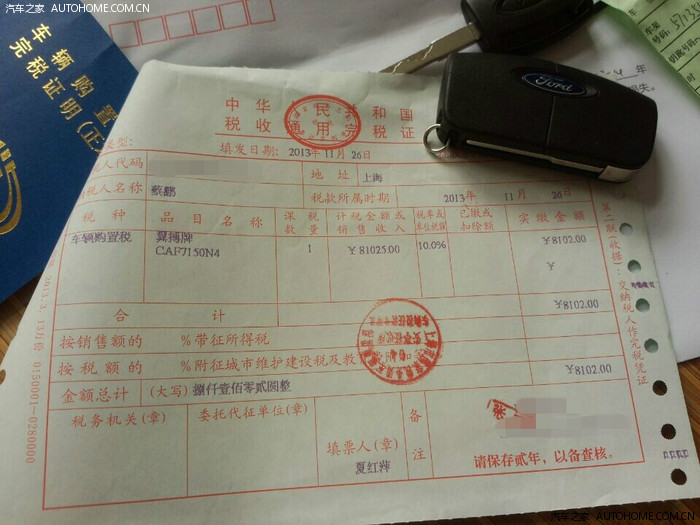 汽车之家 AUTOHOME.COM.CN
车辆购置
完税证明(正
中华人民共和国
税收通用完税证
类型:
填发日期: 2013年 11月 26日
税人代码
地址 上海
税人名称 蔡鹏
税款所属时期 2013年 11月 26日
税种 品目名称 课税数量 计税金额或销售收入 税率或单位税额 已缴或扣除额 实缴金额
车辆购置税 翼搏牌 1 ¥81025.00 10.0% ¥8102.00
CAF7150N4 ¥
合计 ¥8102.00
按销售额的 %带征所得税
按税额的 %附征城市维护建设税及教
¥8102.00
金额总计 (大写) 捌仟壹佰零贰圆整
税务机关(章) 委托代征单位(章) 填票人(章) 备注
夏红萍
请保存贰年,以备查核。
第二联(收据):交纳税人作完税凭证
0150001-0280000
Ford
年
汽车之家 AUTOHOME.COM.CN